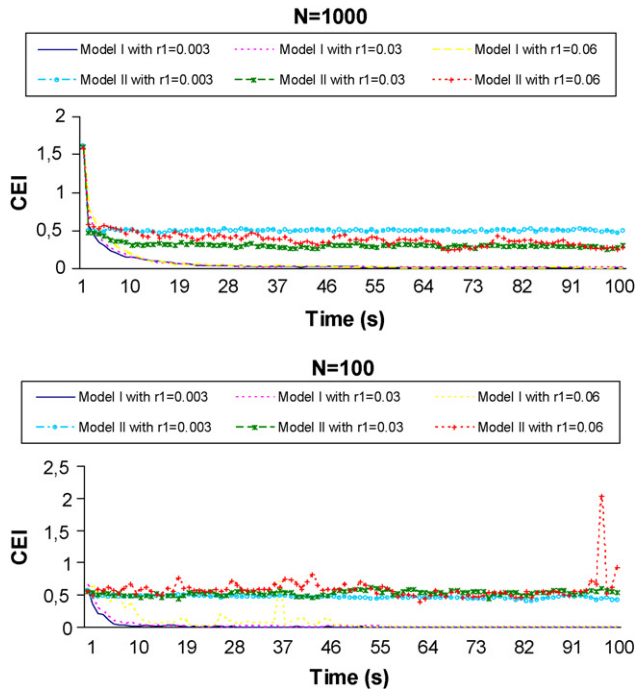 N=1000
Model I with r1=0.003 Model I with r1=0.03 Model I with r1=0.06
Model II with r1=0.003 Model II with r1=0.03 Model II with r1=0.06
2
1,5
1
0,5
0
CEI
1 10 19 28 37 46 55 64 73 82 91 100
Time (s)
N=100
Model I with r1=0.003 Model I with r1=0.03 Model I with r1=0.06
Model II with r1=0.003 Model II with r1=0.03 Model II with r1=0.06
2,5
2
1,5
1
0,5
0
CEI
1 10 19 28 37 46 55 64 73 82 91 100
Time (s)